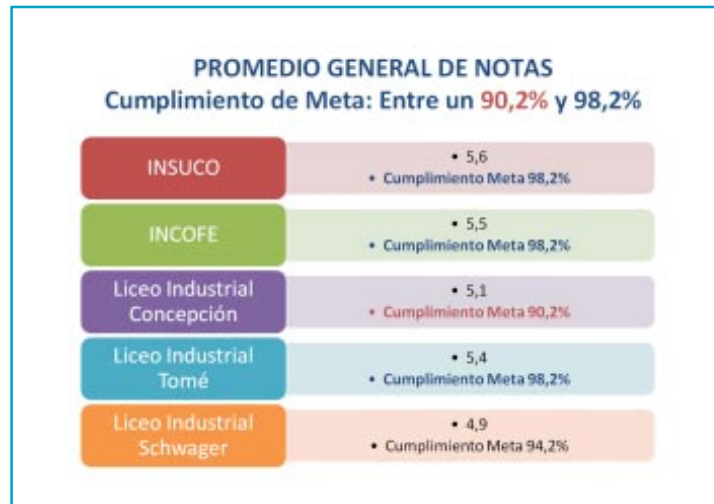 PROMEDIO GENERAL DE NOTAS
Cumplimiento de Meta: Entre un 90,2% y 98,2%
INSUCO
• 5,6
• Cumplimiento Meta 98,2%
INCOFE
• 5,5
• Cumplimiento Meta 98,2%
Liceo Industrial
Concepción
• 5,1
• Cumplimiento Meta 90,2%
Liceo Industrial
Tomé
• 5,4
• Cumplimiento Meta 98,2%
Liceo Industrial
Schwager
• 4,9
• Cumplimiento Meta 94,2%